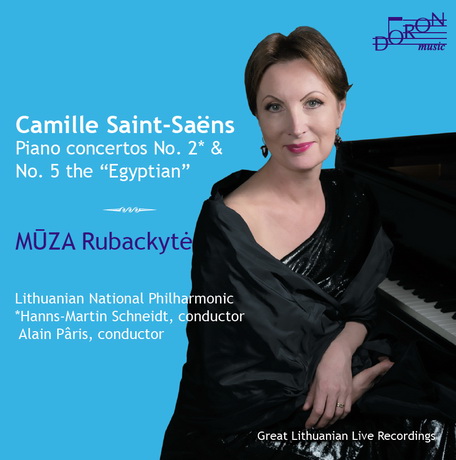 DORON
music
Camille Saint-Saëns
Piano concertos No. 2* &
No. 5 the “Egyptian”
MŪZA Rubackytė
Lithuanian National Philharmonic
*Hanns-Martin Schneidt, conductor
Alain Pâris, conductor
Great Lithuanian Live Recordings